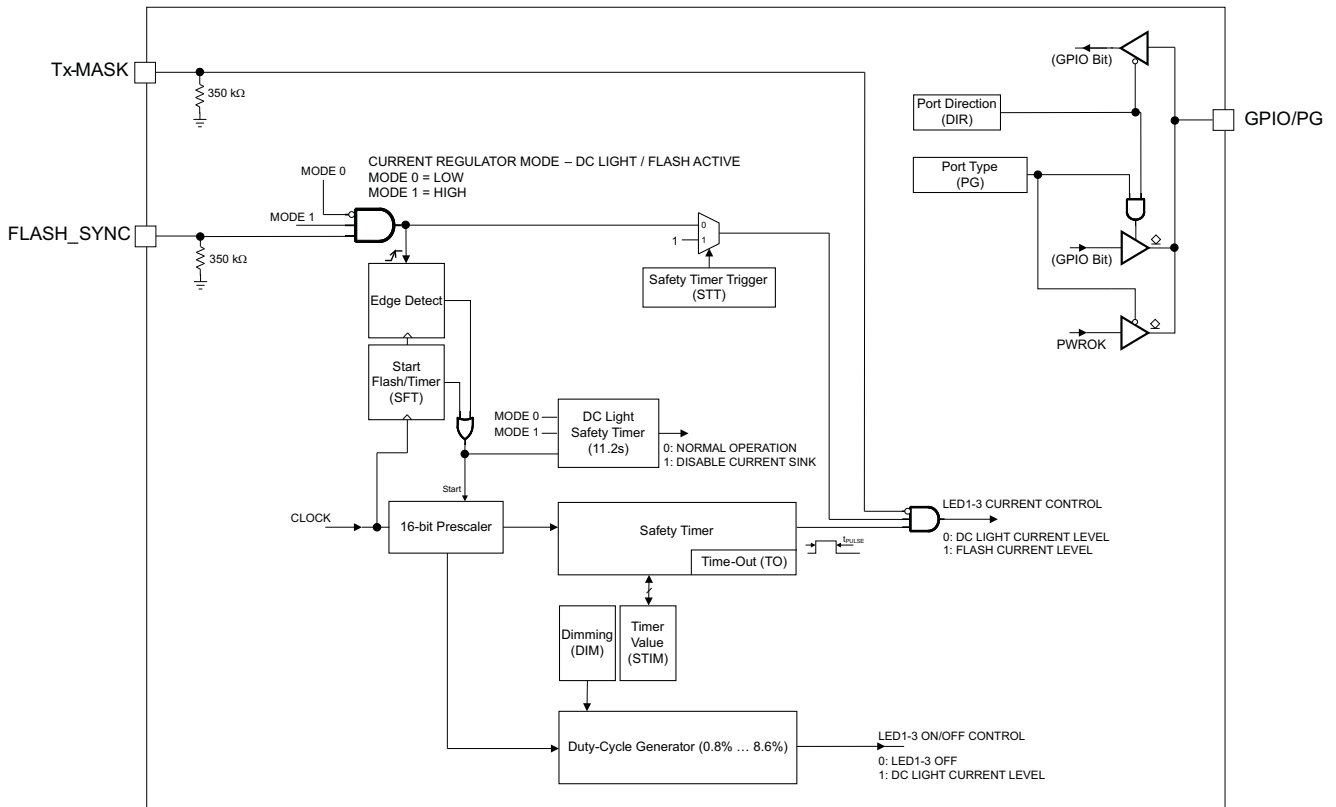 Tx-MASK
350 kΩ
(GPIO Bit)
Port Direction
(DIR)
GPIO/PG
CURRENT REGULATOR MODE – DC LIGHT / FLASH ACTIVE
MODE 0 = LOW
MODE 1 = HIGH
MODE 0
MODE 1
Port Type
(PG)
FLASH_SYNC
350 kΩ
0
1
1
(GPIO Bit)
Safety Timer Trigger
(STT)
Edge Detect
PWROK
Start
Flash/Timer
(SFT)
MODE 0
MODE 1
DC Light
Safety Timer
(11.2s)
0: NORMAL OPERATION
1: DISABLE CURRENT SINK
Start
CLOCK
16-bit Prescaler
Safety Timer
Time-Out (TO)
tPULSE
LED1-3 CURRENT CONTROL
0: DC LIGHT CURRENT LEVEL
1: FLASH CURRENT LEVEL
Dimming
(DIM)
Timer
Value
(STIM)
Duty-Cycle Generator (0.8% ... 8.6%)
LED1-3 ON/OFF CONTROL
0: LED1-3 OFF
1: DC LIGHT CURRENT LEVEL